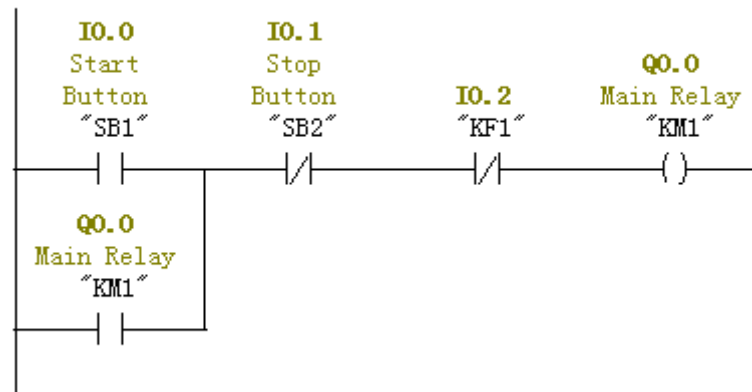 I0.0 I0.1
Start Stop Q0.0
Button Button I0.2 Main Relay
"SB1" "SB2" "KF1" "KM1"
Q0.0
Main Relay
"KM1"